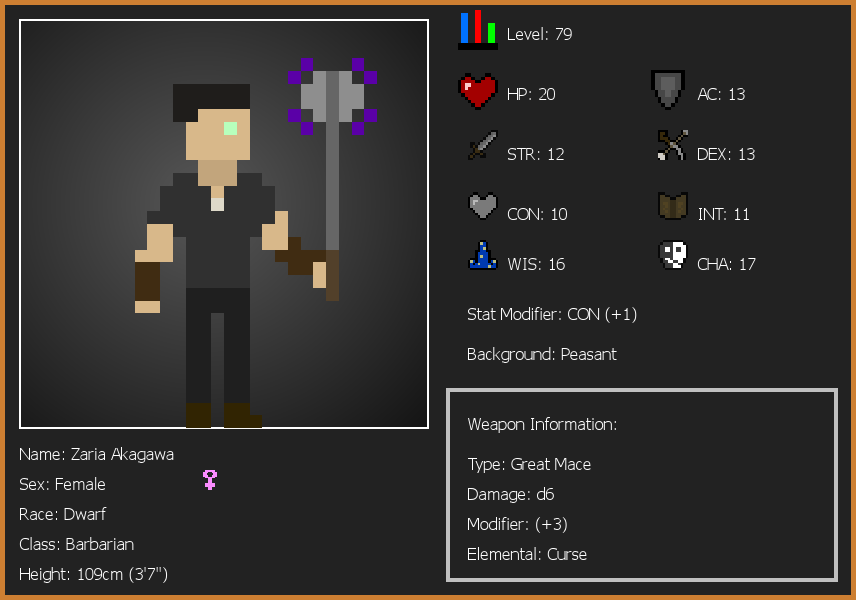 Level: 79
HP: 20
AC: 13
STR: 12
DEX: 13
CON: 10
INT: 11
WIS: 16
CHA: 17
Stat Modifier: CON (+1)
Background: Peasant
Weapon Information:
Type: Great Mace
Damage: d6
Modifier: (+3)
Elemental: Curse
Name: Zaria Akagawa
Sex: Female
Race: Dwarf
Class: Barbarian
Height: 109cm (3'7")